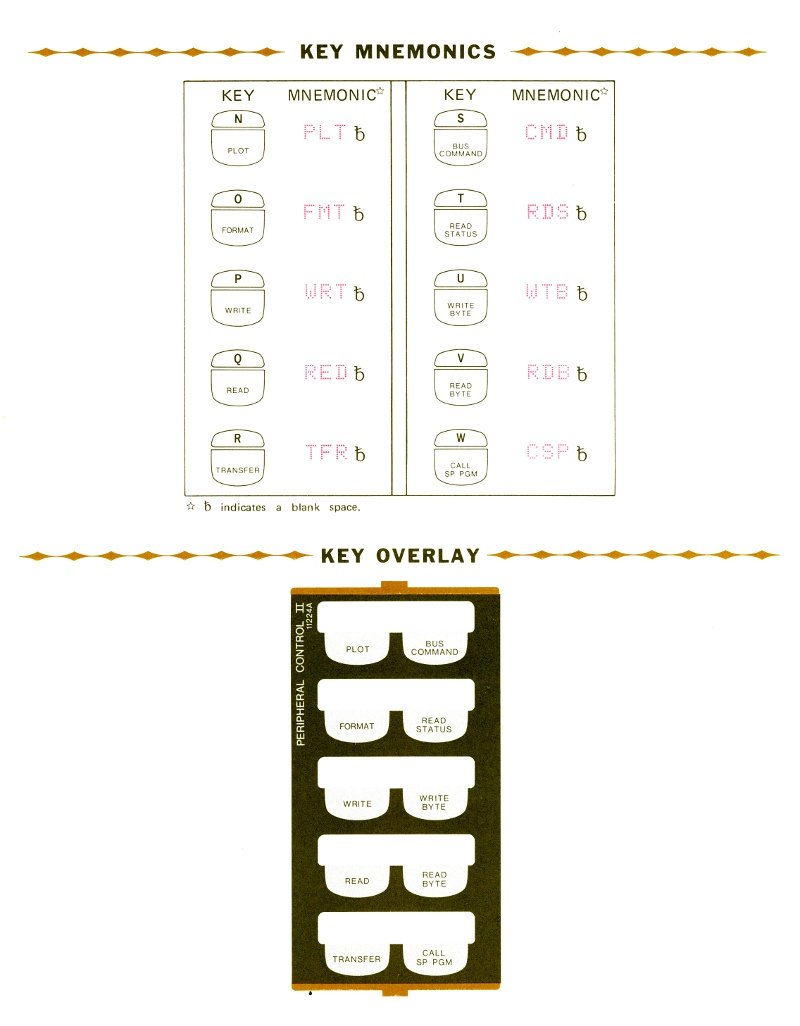 KEY MNEMONICS
KEY MNEMONIC☆ KEY MNEMONIC☆
N S
PLOT PLT ␢ BUS COMMAND CMD ␢
O T
FORMAT FMT ␢ READ STATUS RDS ␢
P U
WRITE WRT ␢ WRITE BYTE WTB ␢
Q V
READ RED ␢ READ BYTE RDB ␢
R W
TRANSFER TFR ␢ CALL SP PGM CSP ␢
☆ ␢ indicates a blank space.
KEY OVERLAY
PERIPHERAL CONTROL II
11224A
PLOT BUS COMMAND
FORMAT READ STATUS
WRITE WRITE BYTE
READ READ BYTE
TRANSFER CALL SP PGM